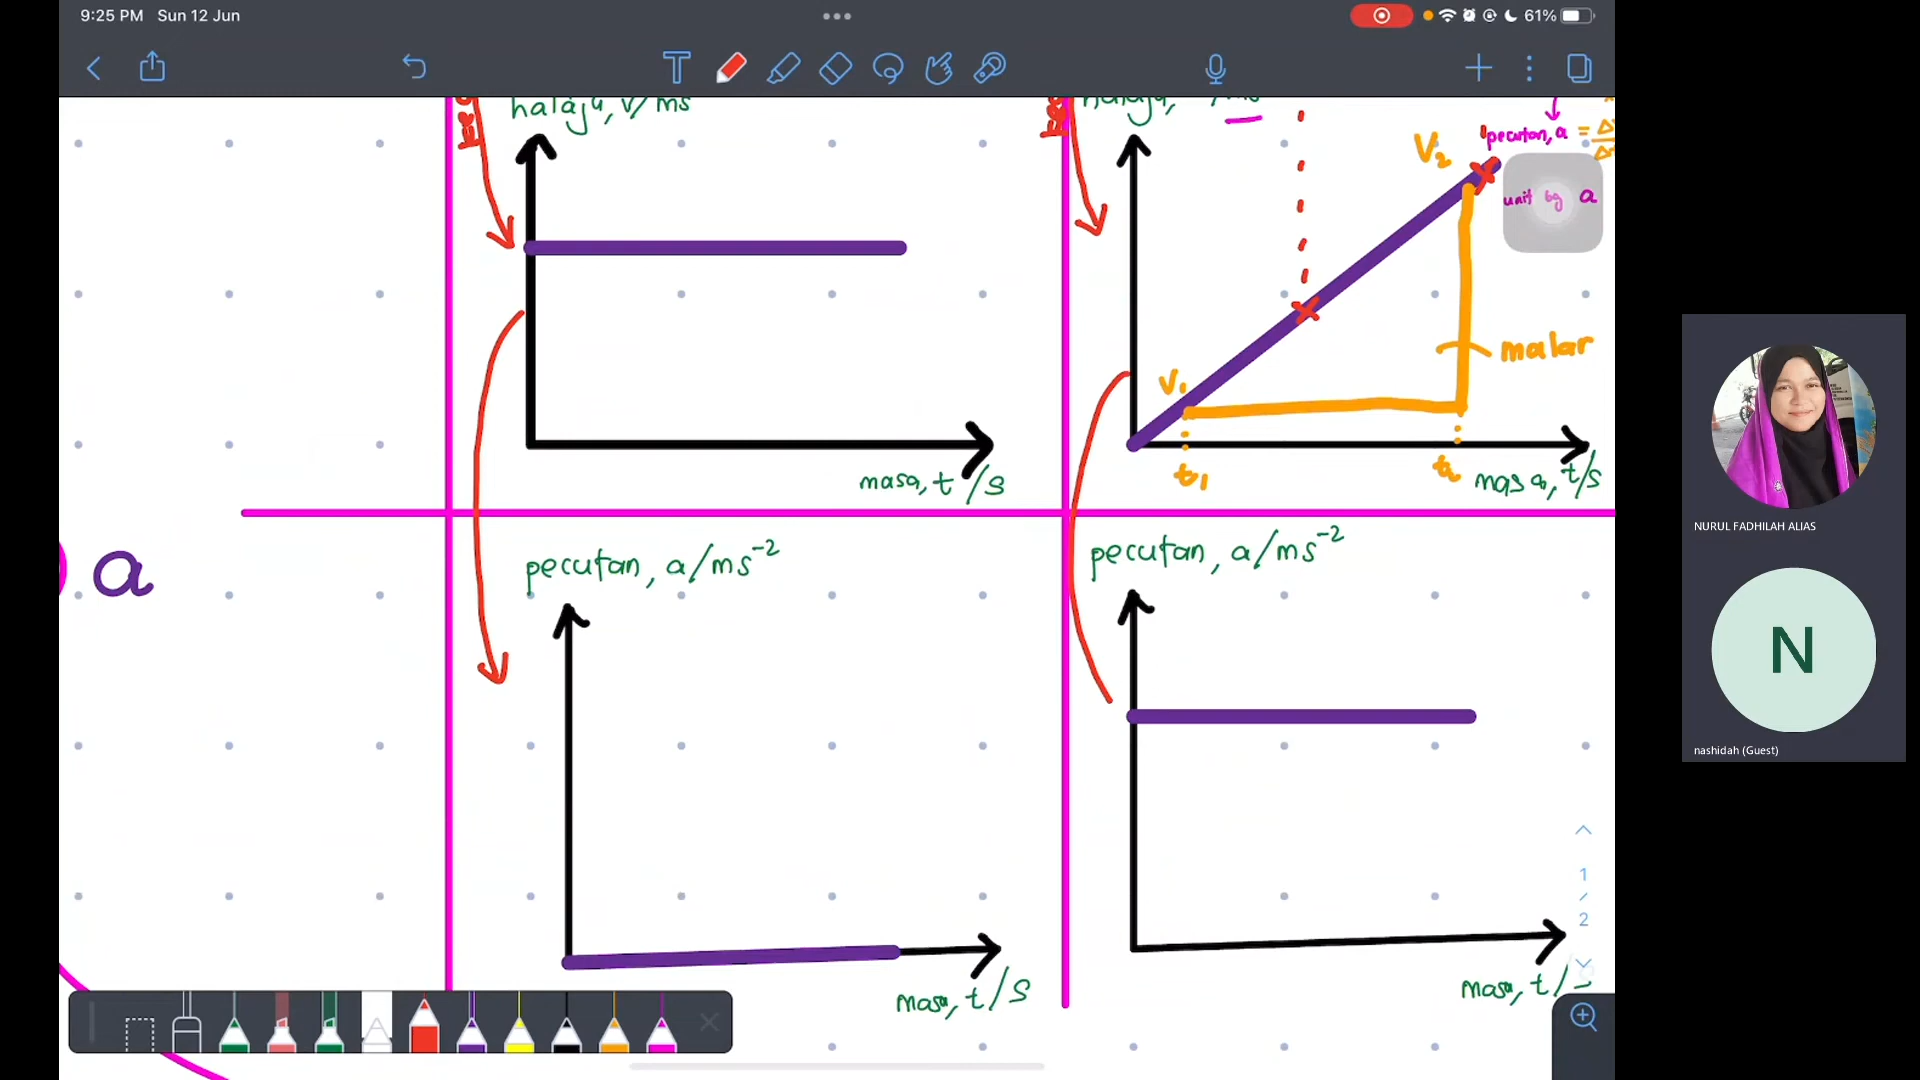 9:25 PM Sun 12 Jun
61%
halaju, v/ms
V₂
pecutan, a = Δ
unit bg a
malar
V₁
t₁
masa, t/s
masa, t/s
a
pecutan, a/ms⁻²
pecutan, a/ms⁻²
masa, t/s
masa, t/
1
/
2
NURUL FADHILAH ALIAS
N
nashidah (Guest)